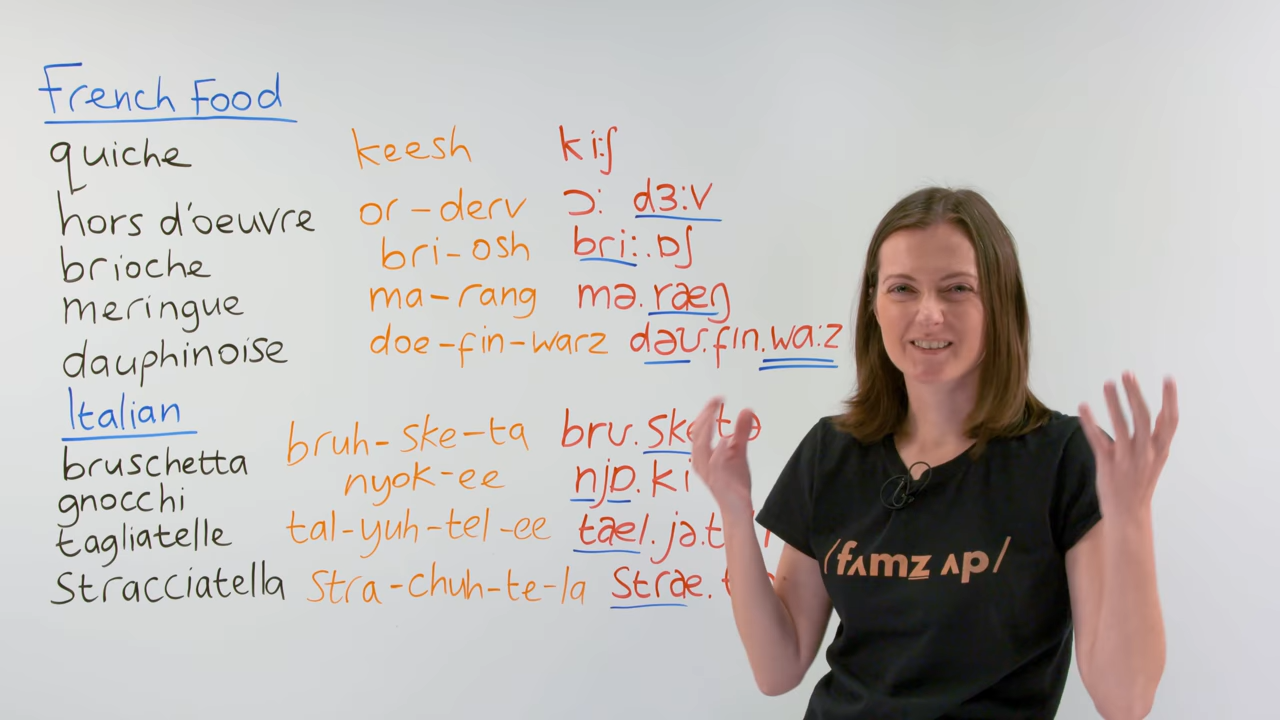 French Food
quiche keesh kiːʃ
hors d'oeuvre or-derv ɔː dɜːv
brioche bri-osh briː.ɒʃ
meringue ma-rang mə.ræŋ
dauphinoise doe-fin-warz dəʊ.fɪn.wɑːz
Italian
bruschetta bruh-ske-ta brʊ.
gnocchi nyok-ee njɒ.ki
tagliatelle tal-yuh-tel-ee tæl.jə.
Stracciatella Stra-chuh-te-la Stræ.
/fʌmz ʌp/